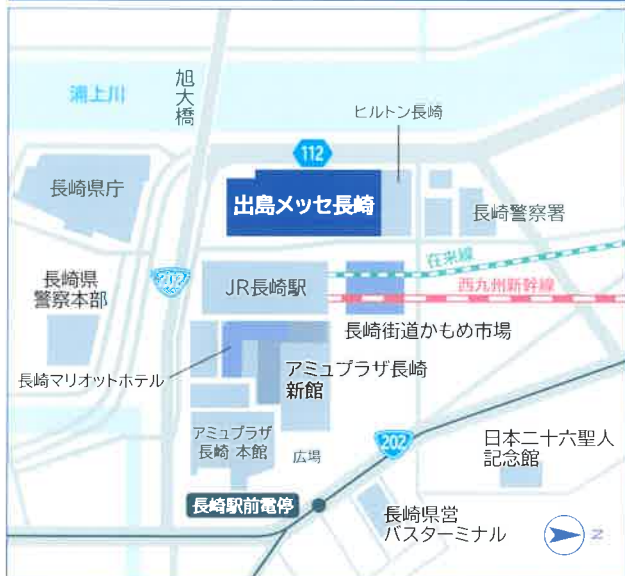 浦上川
旭大橋
ヒルトン長崎
112
長崎県庁
出島メッセ長崎
長崎警察署
在来線
202
JR長崎駅
西九州新幹線
長崎県
警察本部
長崎街道かもめ市場
長崎マリオットホテル
アミュプラザ長崎
新館
アミュプラザ
長崎 本館
広場
202
日本二十六聖人
記念館
長崎駅前電停
長崎県営
バスターミナル
N